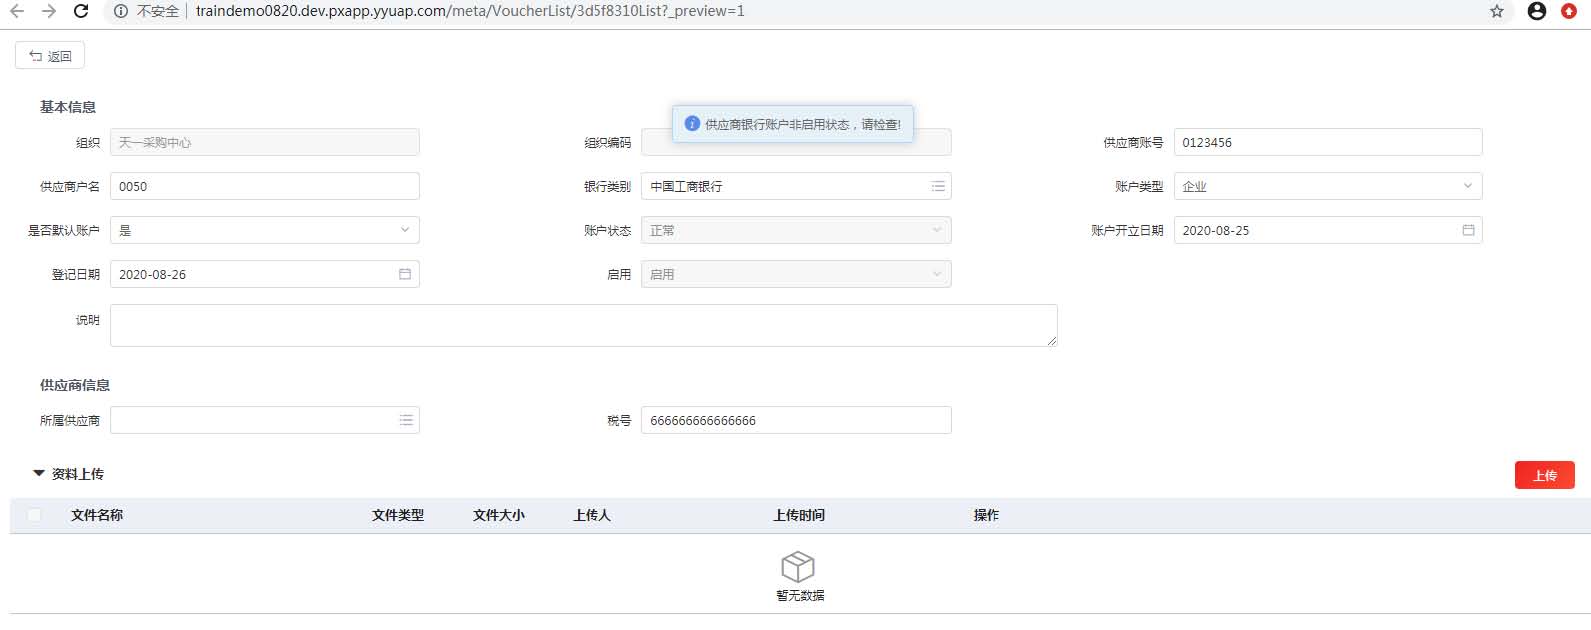 不安全 traindemo0820.dev.pxapp.yyuap.com/meta/VoucherList/3d5f8310List?_preview=1
返回
基本信息
供应商银行账户非启用状态，请检查!
组织 天一采购中心 组织编码 供应商账号 0123456
供应商户名 0050 银行类别 中国工商银行 账户类型 企业
是否默认账户 是 账户状态 正常 账户开立日期 2020-08-25
登记日期 2020-08-26 启用 启用
说明
供应商信息
所属供应商 税号 666666666666666
资料上传 上传
文件名称 文件类型 文件大小 上传人 上传时间 操作
暂无数据